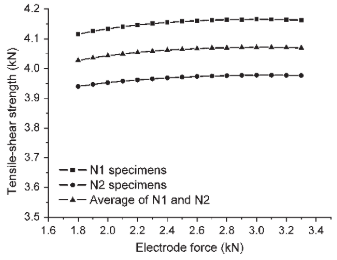 Tensile-shear strength (kN)
4.2
4.1
4.0
3.9
3.8
3.7
3.6
3.5
N1 specimens
N2 specimens
Average of N1 and N2
1.6 1.8 2.0 2.2 2.4 2.6 2.8 3.0 3.2 3.4
Electrode force (kN)